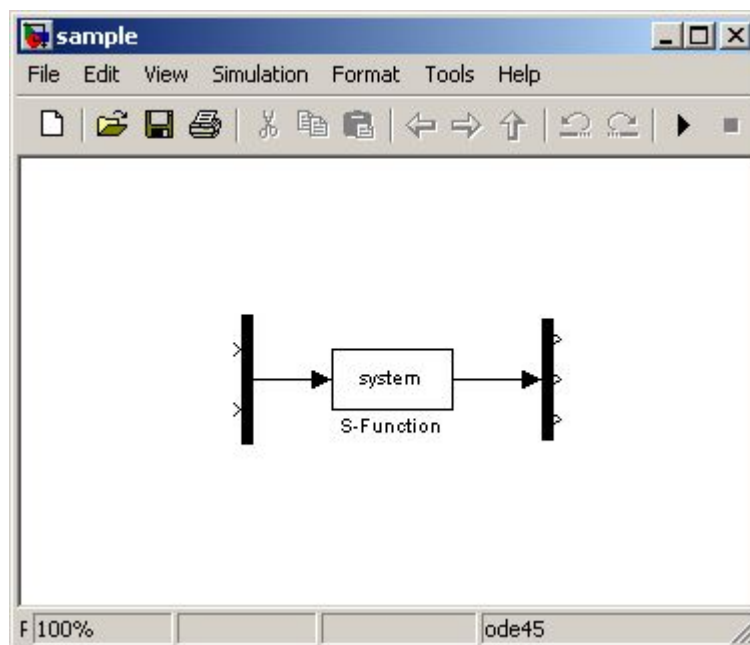 sample
File Edit View Simulation Format Tools Help
system
S-Function
F 100% ode45